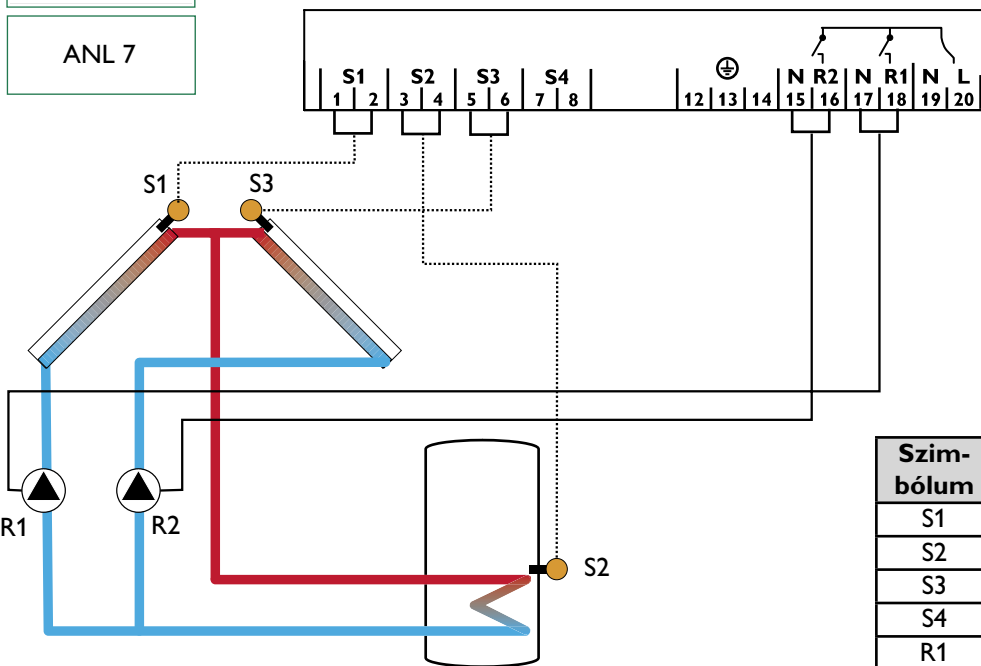 ANL 7
S1 S2 S3 S4 N R2 N R1 N L
1 2 3 4 5 6 7 8 12 13 14 15 16 17 18 19 20
S1 S3
R1 R2
S2
Szim-
bólum
S1
S2
S3
S4
R1